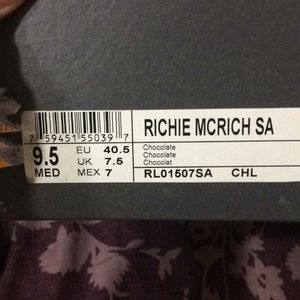 RICHIE MCRICH SA
7 59451 55039 7
9.5 EU 40.5
UK 7.5
MED MEX 7
Chocolate
Chocolate
Chocolat
RL01507SA CHL